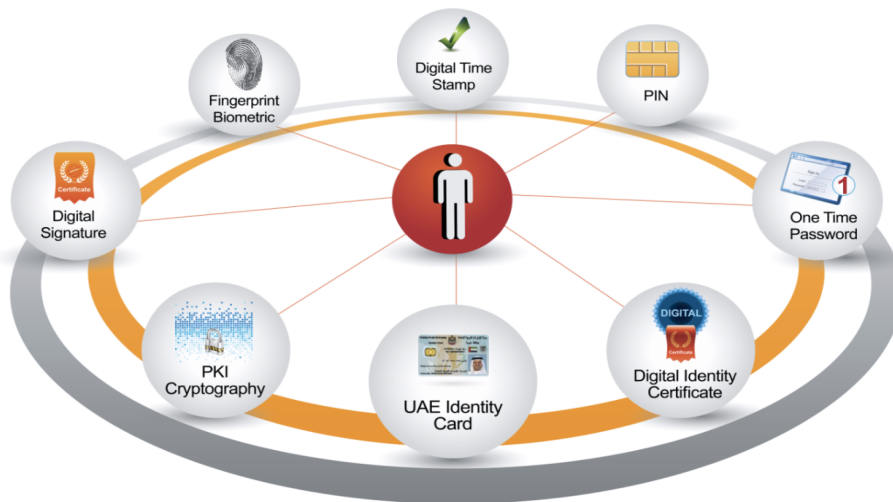 Digital Time
Stamp
Fingerprint
Biometric
PIN
Certificate
Digital
Signature
1
One Time
Password
PKI
Cryptography
UAE Identity
Card
DIGITAL
Certificate
Digital Identity
Certificate